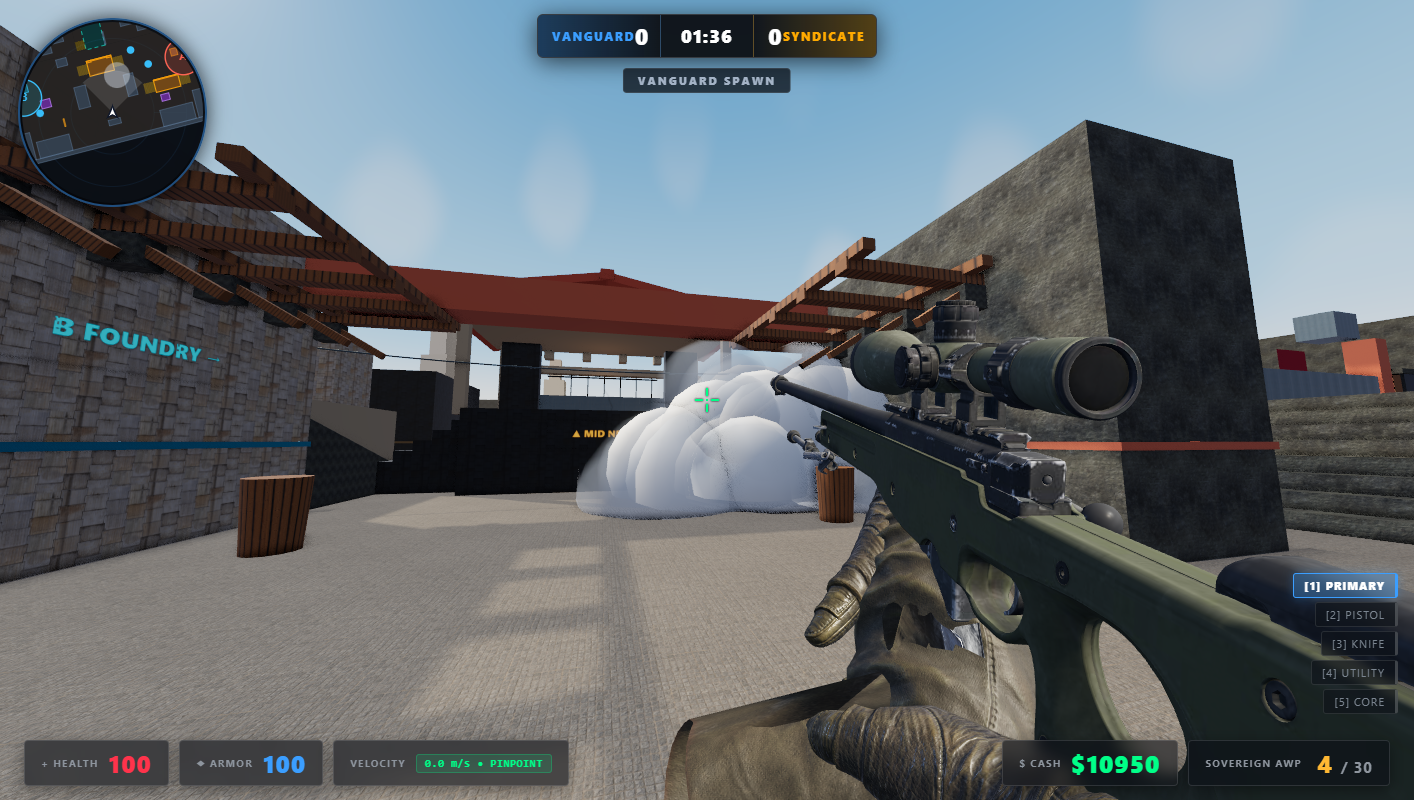 VANGUARD 0 01:36 0 SYNDICATE
VANGUARD SPAWN
B FOUNDRY →
▲ MID
[1] PRIMARY
[2] PISTOL
[3] KNIFE
[4] UTILITY
[5] CORE
+ HEALTH 100
ARMOR 100
VELOCITY 0.0 m/s • PINPOINT
$ CASH $10950
SOVEREIGN AWP 4 / 30